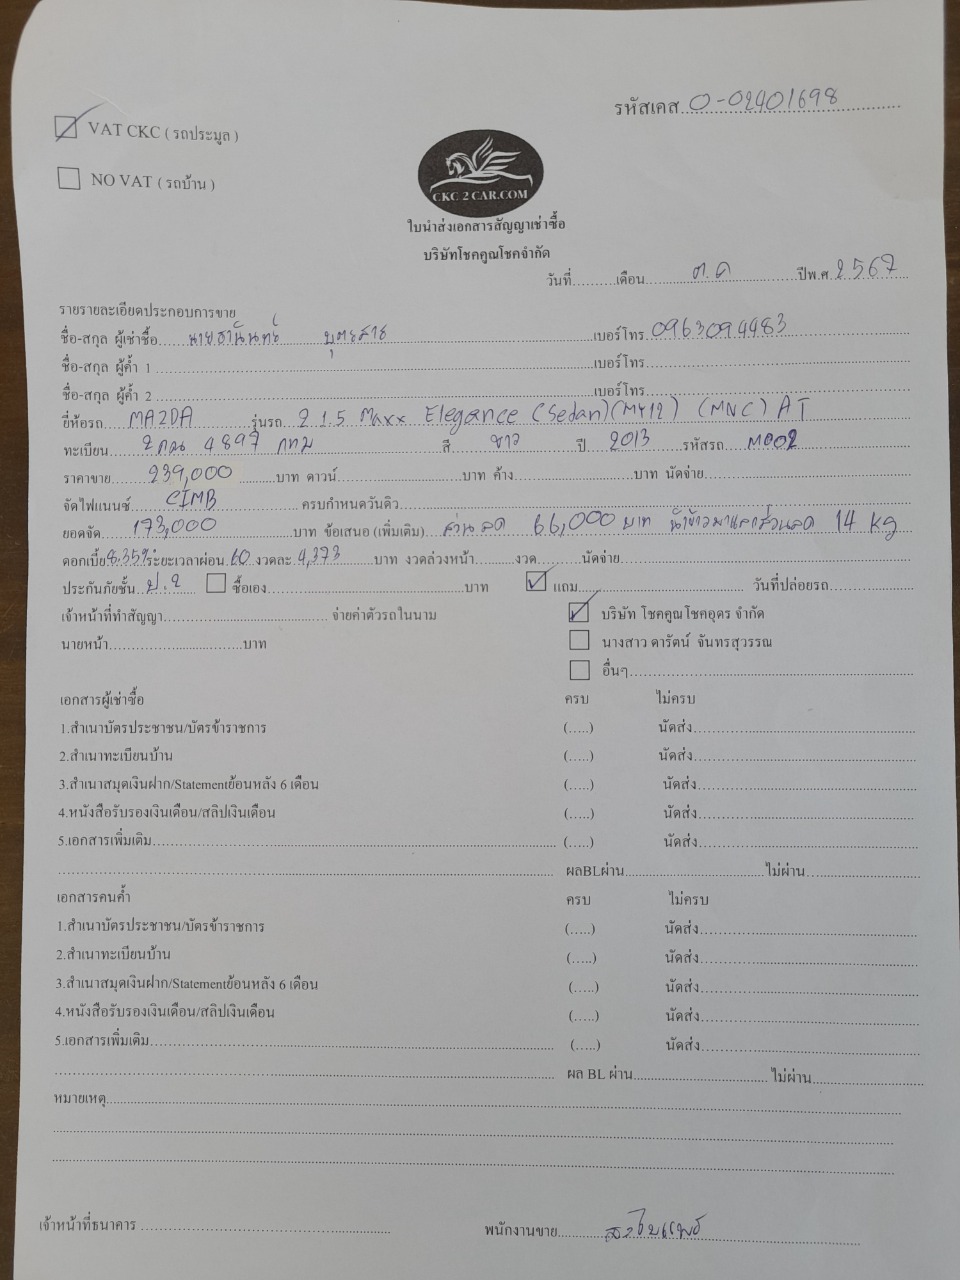 รหัสเคส...0-02401698
VAT CKC ( รถประมูล )
NO VAT ( รถบ้าน )
CKC 2 CAR.COM
ใบนำส่งเอกสารสัญญาเช่าซื้อ
บริษัทโชคคูณโชคจำกัด
วันที่...........เดือน...........ต.ค...........ปีพ.ศ. 2567
รายรายละเอียดประกอบการขาย
ชื่อ-สกุล ผู้เช่าซื้อ......นายธานินทร์ บุตรสาร......เบอร์โทร. 0963094483
ชื่อ-สกุล ผู้ค้ำ 1 ...........เบอร์โทร...........
ชื่อ-สกุล ผู้ค้ำ 2 ...........เบอร์โทร...........
ยี่ห้อรถ......MAZDA......รุ่นรถ...2 1.5 Maxx Elegance (Sedan)(MY12) (MNC) AT
ทะเบียน......4897 กทม......สี......ขาว......ปี......2013......รหัสรถ......M002
ราคาขาย......239,000......บาท ดาวน์...........บาท ค้าง...........บาท นัดจ่าย...........
จัดไฟแนนซ์......CIMB......ครบกำหนดวันดิว...........
ยอดจัด......173,000......บาท ข้อเสนอ (เพิ่มเติม)......ส่วนลด 66,000 บาท 14 kg
ดอกเบี้ย 8.35% ระยะเวลาผ่อน. 60 งวดละ 4,373......บาท งวดล่วงหน้า...........งวด...........นัดจ่าย...........
ประกันภัยชั้น...ป.2...... ซื้อเอง...........บาท แถม...........วันที่ปล่อยรถ...........
เจ้าหน้าที่ทำสัญญา........... จ่ายค่าตัวรถในนาม บริษัท โชคคูณโชคอุดร จำกัด
นายหน้า...........บาท นางสาว ดารัตน์ จันทรสุวรรณ
อื่นๆ...........
เอกสารผู้เช่าซื้อ ครบ ไม่ครบ
1.สำเนาบัตรประชาชน/บัตรข้าราชการ (.....) นัดส่ง...........
2.สำเนาทะเบียนบ้าน (.....) นัดส่ง...........
3.สำเนาสมุดเงินฝาก/Statementย้อนหลัง 6 เดือน (.....) นัดส่ง...........
4.หนังสือรับรองเงินเดือน/สลิปเงินเดือน (.....) นัดส่ง...........
5.เอกสารเพิ่มเติม........... (.....) นัดส่ง...........
........... ผลBLผ่าน...........ไม่ผ่าน...........
เอกสารคนค้ำ ครบ ไม่ครบ
1.สำเนาบัตรประชาชน/บัตรข้าราชการ (.....) นัดส่ง...........
2.สำเนาทะเบียนบ้าน (.....) นัดส่ง...........
3.สำเนาสมุดเงินฝาก/Statementย้อนหลัง 6 เดือน (.....) นัดส่ง...........
4.หนังสือรับรองเงินเดือน/สลิปเงินเดือน (.....) นัดส่ง...........
5.เอกสารเพิ่มเติม........... (.....) นัดส่ง...........
........... ผล BL ผ่าน........... ไม่ผ่าน...........
หมายเหตุ...........
เจ้าหน้าที่ธนาคาร ........... พนักงานขาย...........